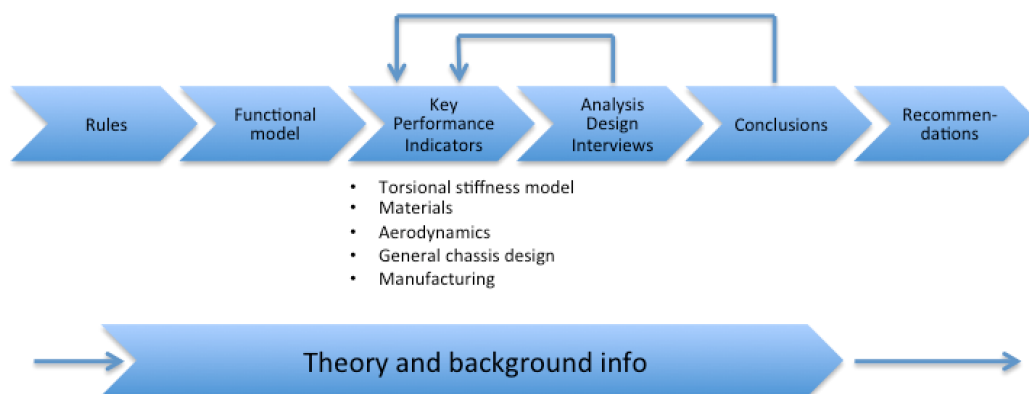 Rules
Functional
model
Key
Performance
Indicators
Analysis
Design
Interviews
Conclusions
Recommen-
dations
• Torsional stiffness model
• Materials
• Aerodynamics
• General chassis design
• Manufacturing
Theory and background info